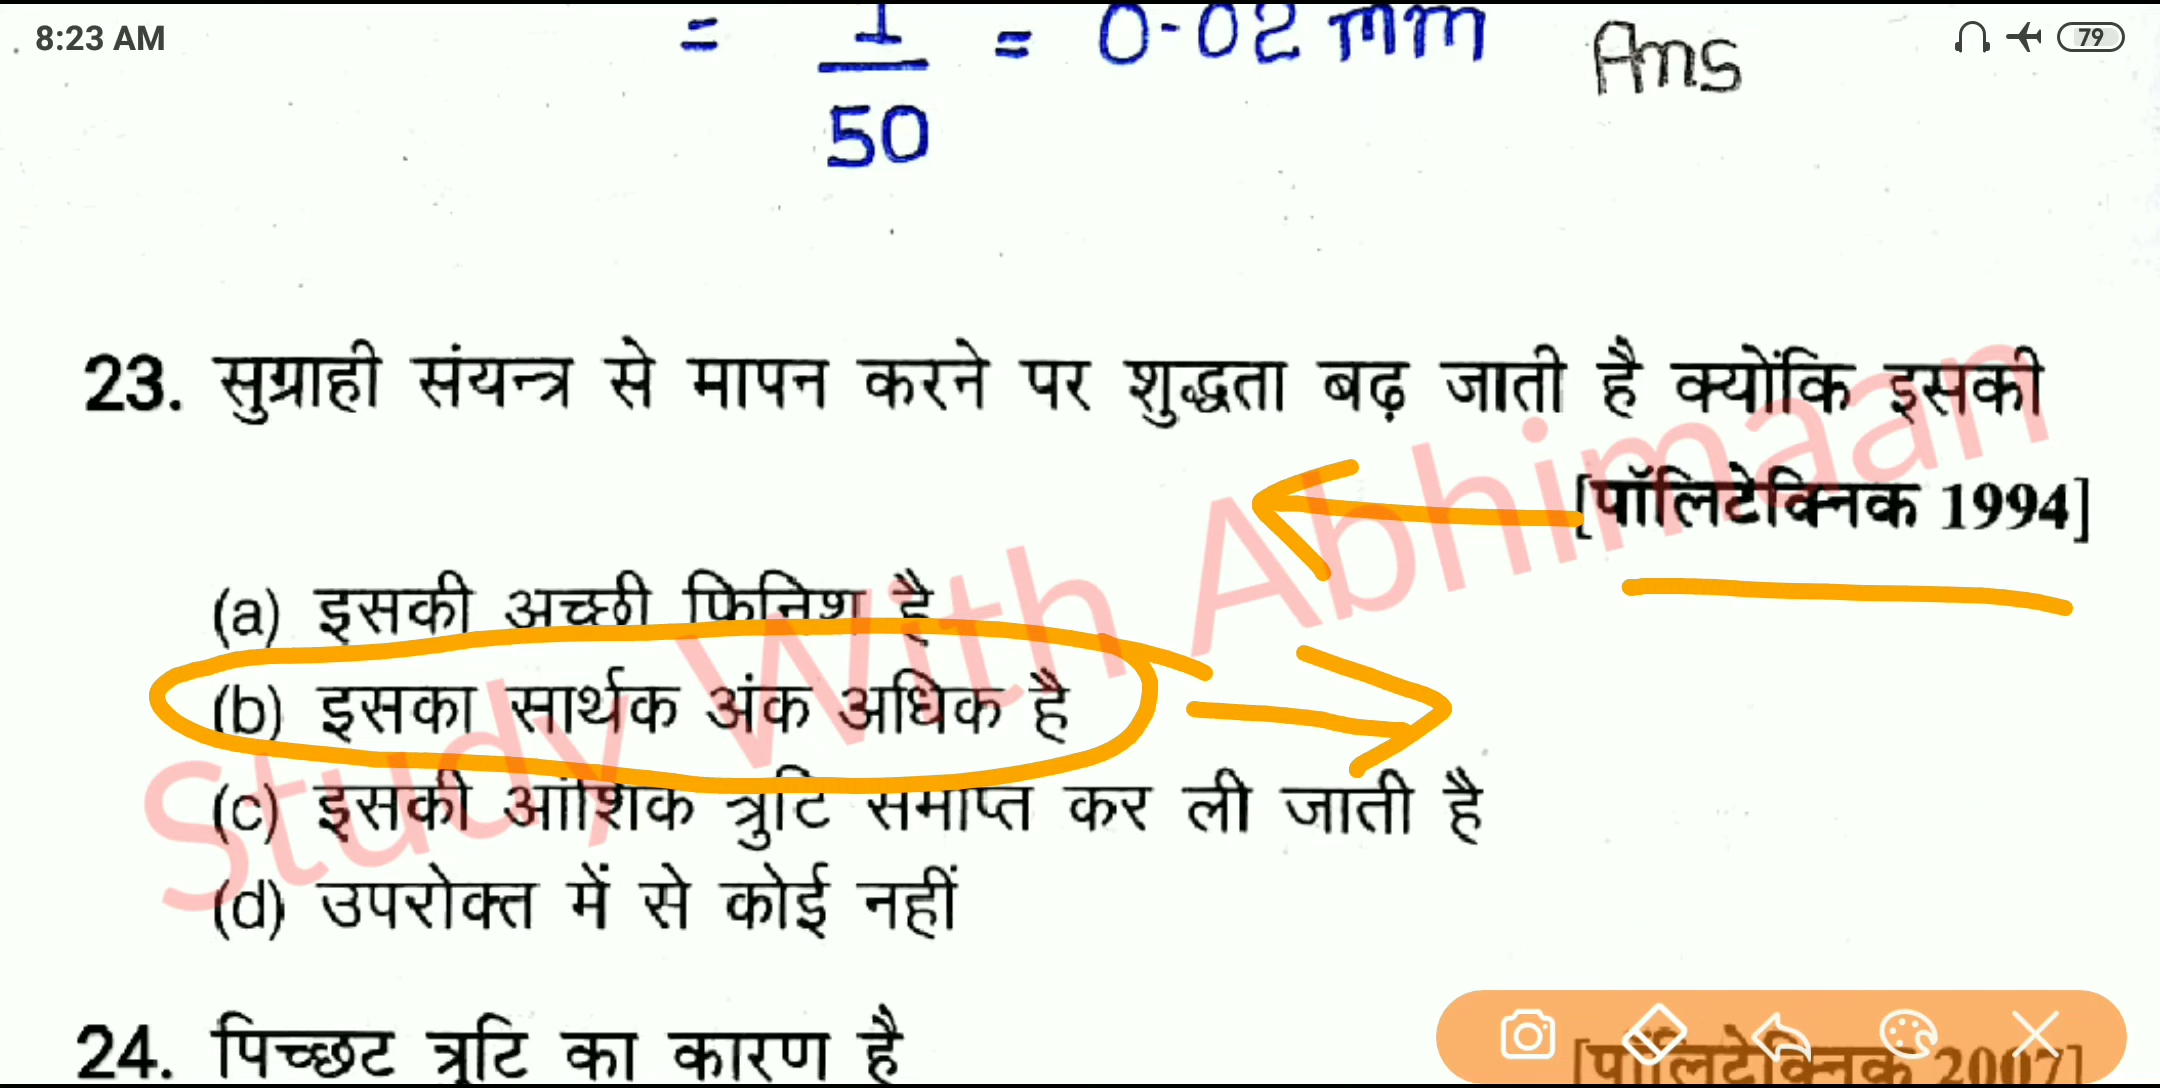 8:23 AM
79
= 1/50 = 0.02 mm Ans
23. सुग्राही संयन्त्र से मापन करने पर शुद्धता बढ़ जाती है क्योंकि इसकी
[पॉलिटेक्निक 1994]
(a) इसकी अच्छी फिनिश है
(b) इसका सार्थक अंक अधिक है
(c) इसकी आंशिक त्रुटि समाप्त कर ली जाती है
(d) उपरोक्त में से कोई नहीं
Study With Abhimaan
24. पिच्छट त्रुटि का कारण है
[पॉलिटेक्निक 2007]